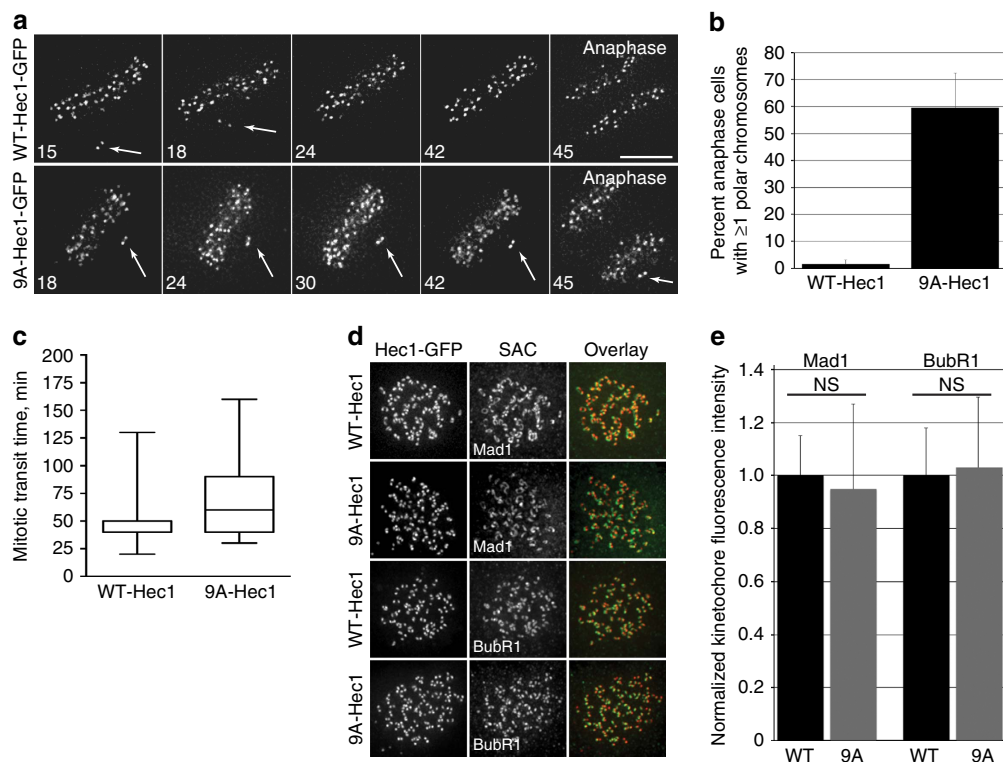 a
WT-Hec1-GFP
15
18
24
42
Anaphase
45
9A-Hec1-GFP
18
24
30
42
Anaphase
45
b
Percent anaphase cells
with ≥1 polar chromosomes
80
70
60
50
40
30
20
10
0
WT-Hec1 9A-Hec1
c
Mitotic transit time, min
200
175
150
125
100
75
50
25
0
WT-Hec1 9A-Hec1
d
Hec1-GFP SAC Overlay
WT-Hec1
Mad1
9A-Hec1
Mad1
WT-Hec1
BubR1
9A-Hec1
BubR1
e
Normalized kinetochore fluorescence intensity
1.4
1.2
1.0
0.8
0.6
0.4
0.2
0
Mad1 BubR1
NS NS
WT 9A WT 9A